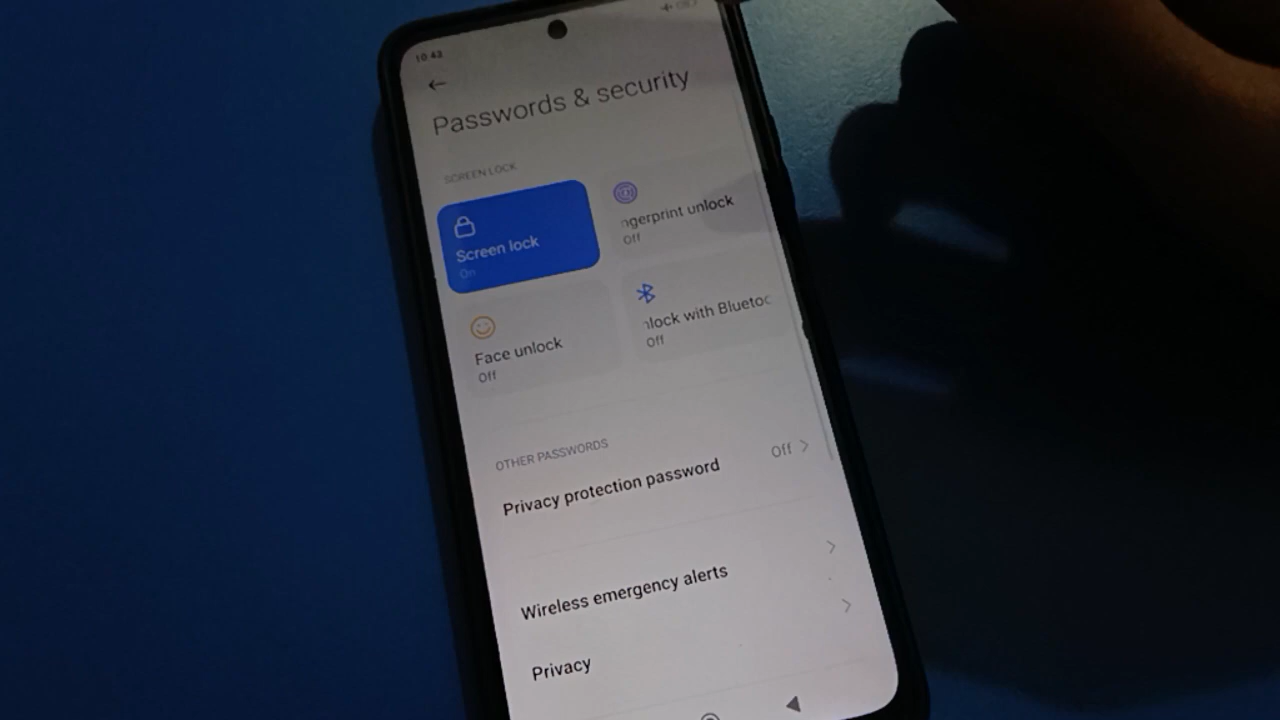 10:43
Passwords & security
SCREEN LOCK
Screen lock
On
ngerprint unlock
Off
Face unlock
Off
nlock with Bluetoo
Off
OTHER PASSWORDS
Privacy protection password
Off
Wireless emergency alerts
Privacy